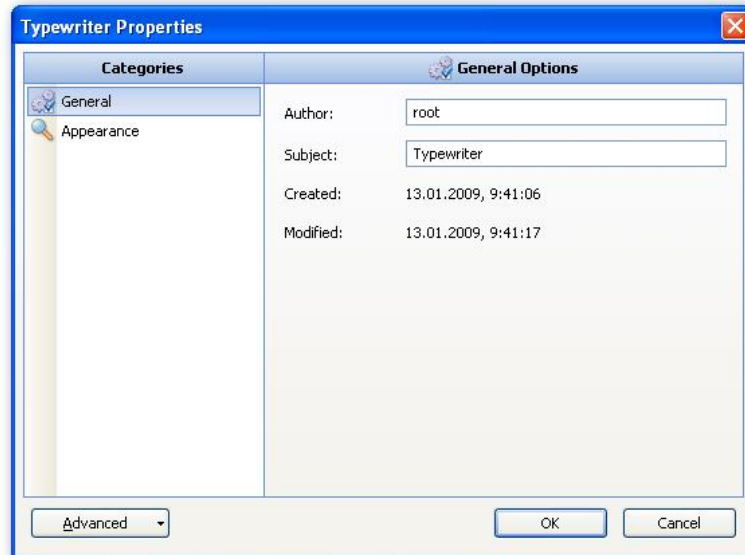 Typewriter Properties
Categories
General
Appearance
General Options
Author: root
Subject: Typewriter
Created: 13.01.2009, 9:41:06
Modified: 13.01.2009, 9:41:17
Advanced
OK
Cancel